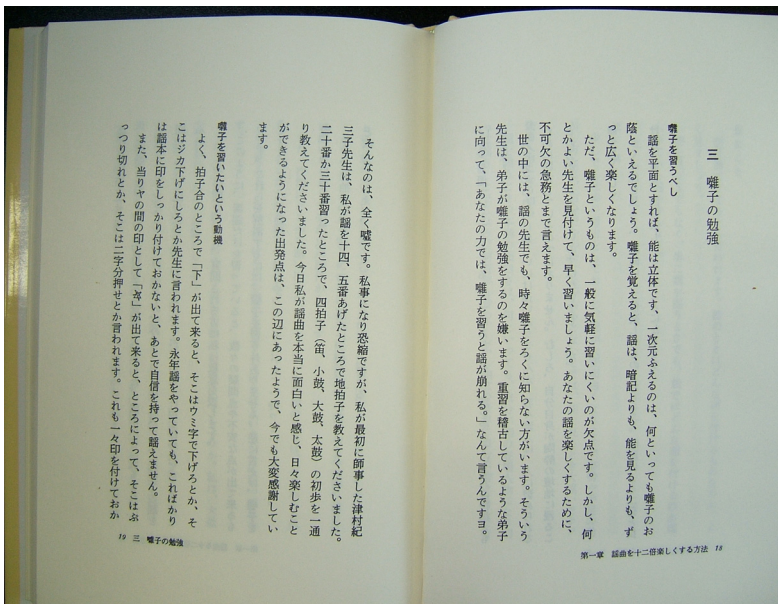 三 囃子の勉強
囃子を習うべし
謡を平面とすれば、能は立体です、一次元ふえるのは、何といっても囃子のお
蔭といえるでしょう。囃子を覚えると、謡は、暗記よりも、能を見るよりも、ず
っと広く楽しくなります。
ただ、囃子というものは、一般に気軽に習いにくいのが欠点です。しかし、何
とかよい先生を見付けて、早く習いましょう。あなたの謡を楽しくするために、
不可欠の急務とまで言えます。
世の中には、謡の先生でも、時々囃子をろくに知らない方がいます。そういう
先生は、弟子が囃子の勉強をするのを嫌います。重習を稽古しているような弟子
に向って、「あなたの力では、囃子を習うと謡が崩れる。」なんて言うんですヨ。
第一章 謡曲を十二倍楽しくする方法 18
そんなのは、全く嘘です。私事になり恐縮ですが、私が最初に師事した津村紀
三子先生は、私が謡を十四、五番あげたところで地拍子を教えてくださいました。
二十番か三十番習ったところで、四拍子（笛、小鼓、大鼓、太鼓）の初歩を一通
り教えてくださいました。今日私が謡曲を本当に面白いと感じ、日々楽しむこと
ができるようになった出発点は、この辺にあったようで、今でも大変感謝してい
ます。
囃子を習いたいという動機
よく、拍子合のところで「下」が出て来ると、そこはウミ字で下げろとか、そ
こはジカ下げにしろとか先生に言われます。永年謡をやっていても、こればかり
は謡本に印をしっかり付けておかないと、あとで自信を持って謡えません。
また、当りヤの間の印として「」が出て来ると、ところによって、そこはぶ
っつり切れとか、そこは二字分押せとか言われます。これも一々印を付けておか
19 三 囃子の勉強